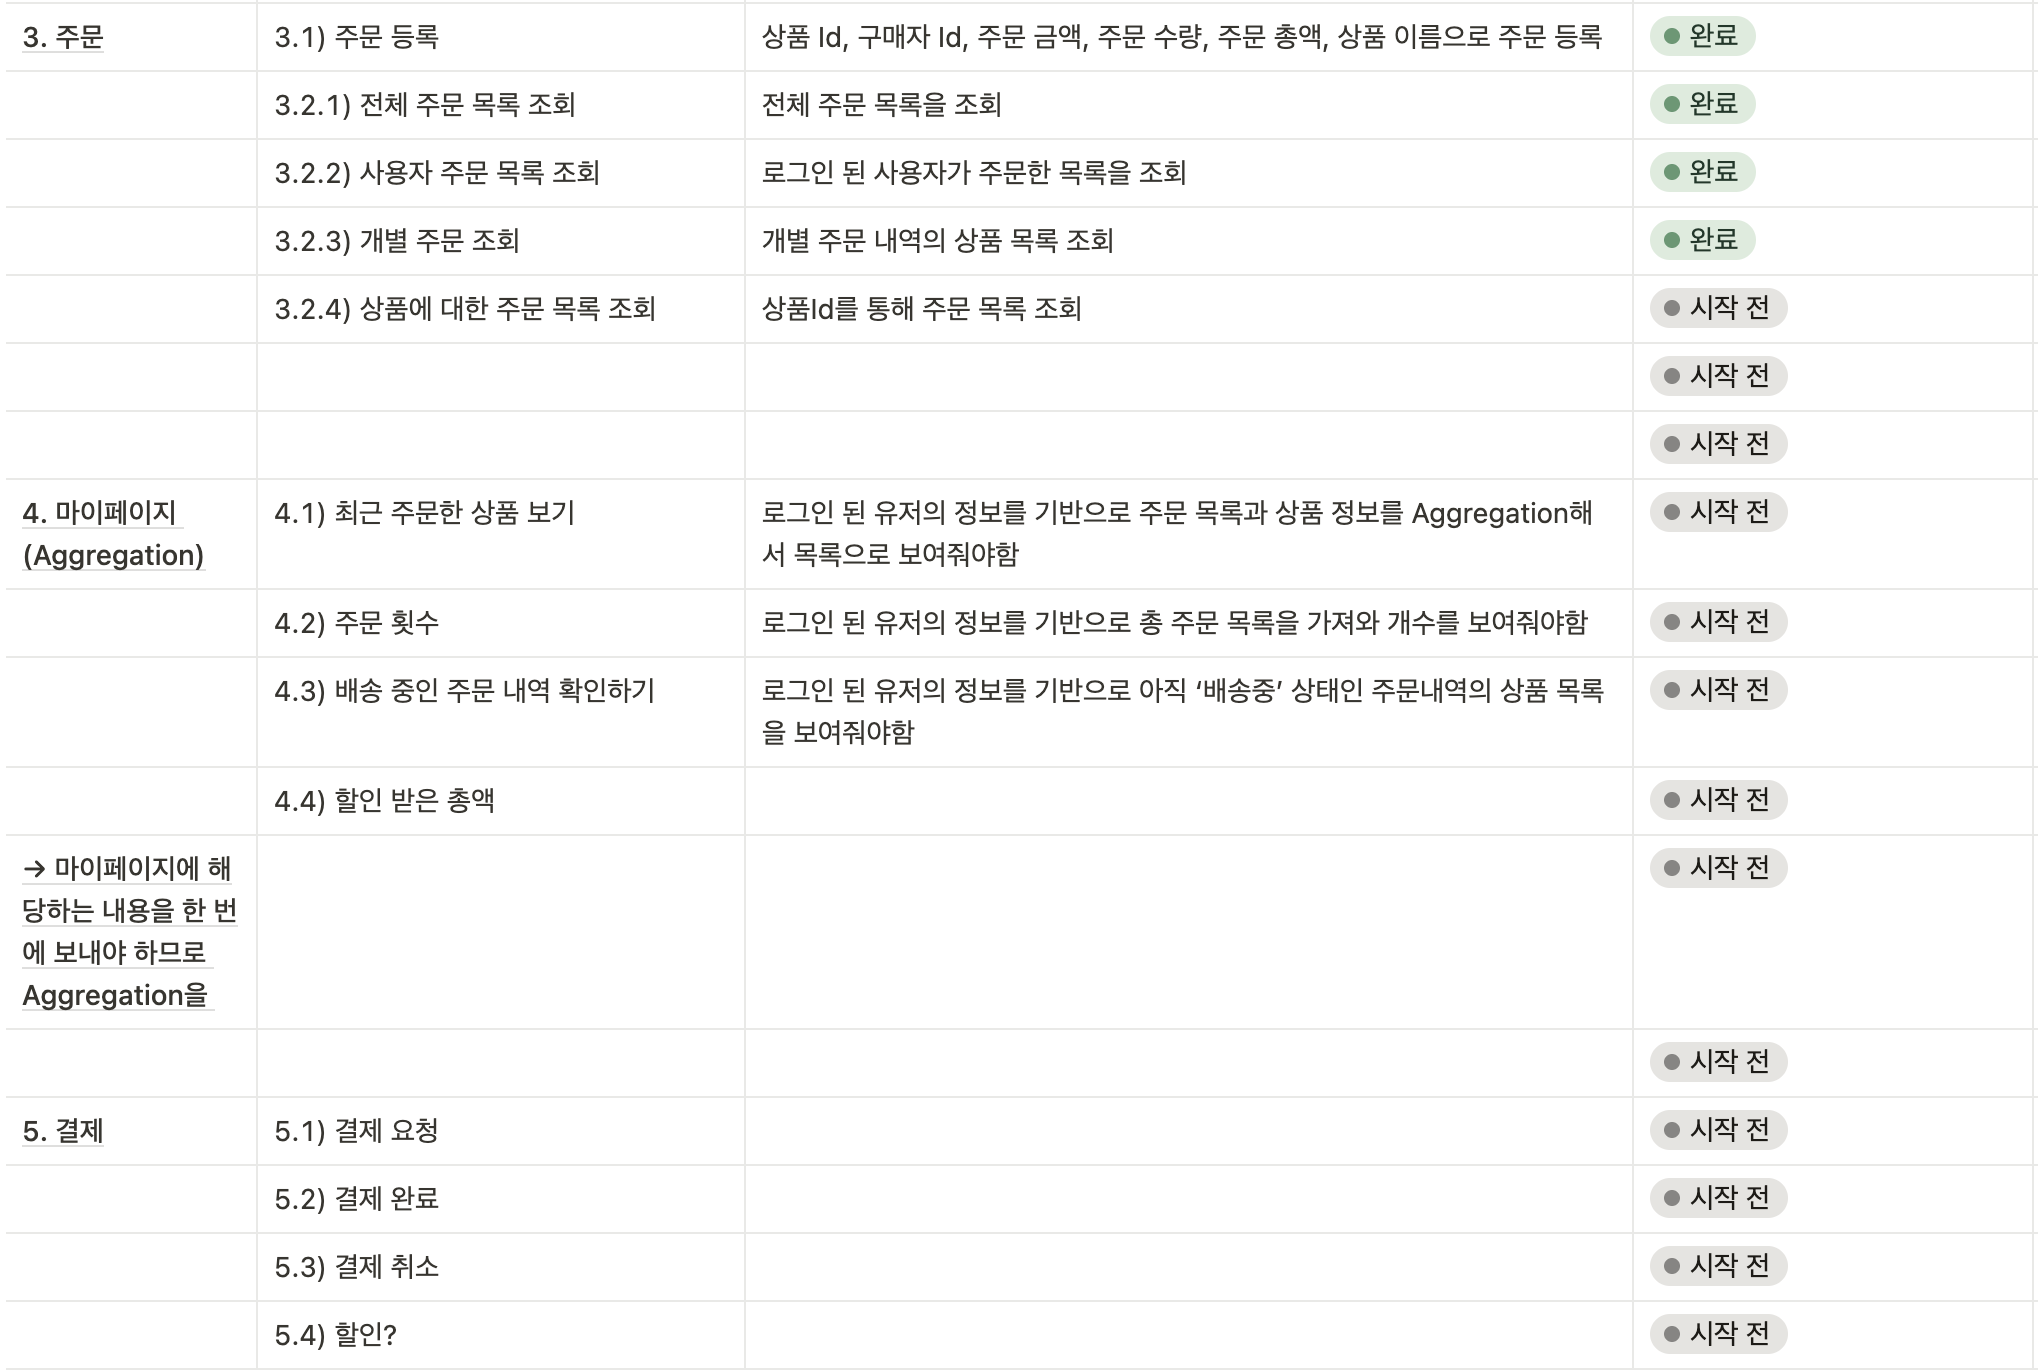 3. 주문
3.1) 주문 등록
상품 Id, 구매자 Id, 주문 금액, 주문 수량, 주문 총액, 상품 이름으로 주문 등록
완료
3.2.1) 전체 주문 목록 조회
전체 주문 목록을 조회
완료
3.2.2) 사용자 주문 목록 조회
로그인 된 사용자가 주문한 목록을 조회
완료
3.2.3) 개별 주문 조회
개별 주문 내역의 상품 목록 조회
완료
3.2.4) 상품에 대한 주문 목록 조회
상품Id를 통해 주문 목록 조회
시작 전
시작 전
시작 전
4. 마이페이지
(Aggregation)
4.1) 최근 주문한 상품 보기
로그인 된 유저의 정보를 기반으로 주문 목록과 상품 정보를 Aggregation해
서 목록으로 보여줘야함
시작 전
4.2) 주문 횟수
로그인 된 유저의 정보를 기반으로 총 주문 목록을 가져와 개수를 보여줘야함
시작 전
4.3) 배송 중인 주문 내역 확인하기
로그인 된 유저의 정보를 기반으로 아직 ‘배송중’ 상태인 주문내역의 상품 목록
을 보여줘야함
시작 전
4.4) 할인 받은 총액
시작 전
→ 마이페이지에 해
당하는 내용을 한 번
에 보내야 하므로
Aggregation을
시작 전
시작 전
5. 결제
5.1) 결제 요청
시작 전
5.2) 결제 완료
시작 전
5.3) 결제 취소
시작 전
5.4) 할인?
시작 전